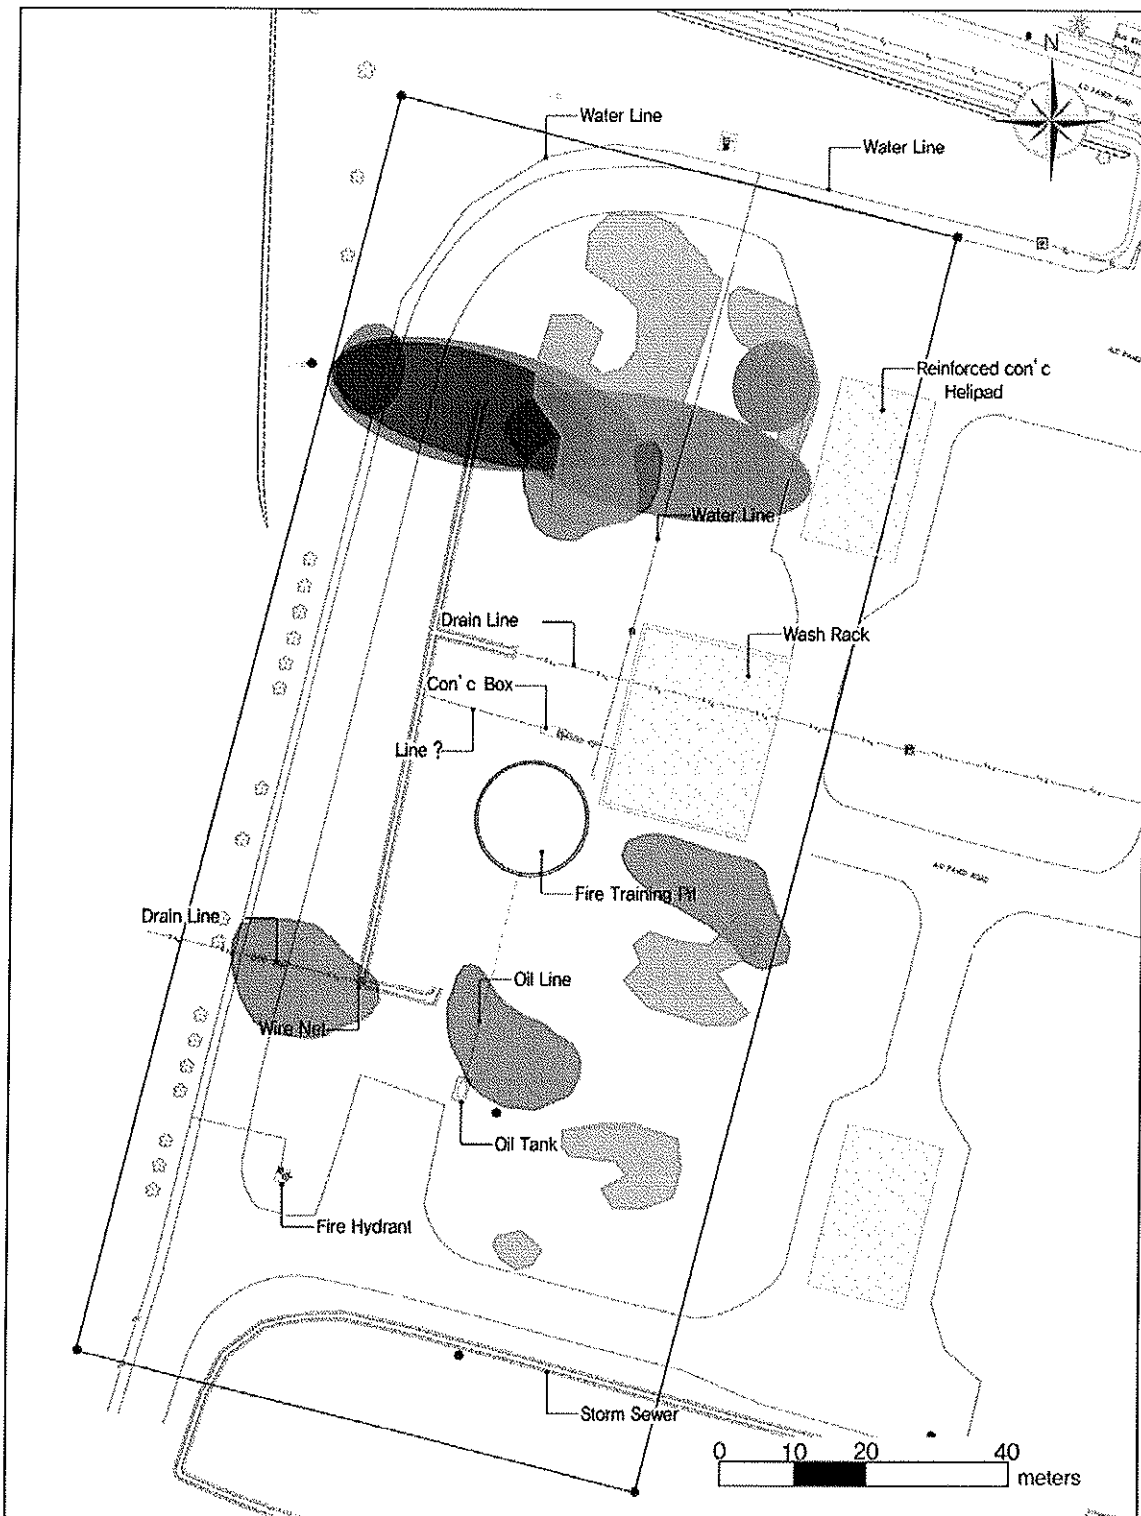 N
Water Line
Water Line
Reinforced con'c
Helipad
Water Line
Drain Line
Wash Rack
Con'c Box
Line ?
Fire Training Pit
Drain Line
Oil Line
Wire Net
Oil Tank
Fire Hydrant
Storm Sewer
0 10 20 40
meters